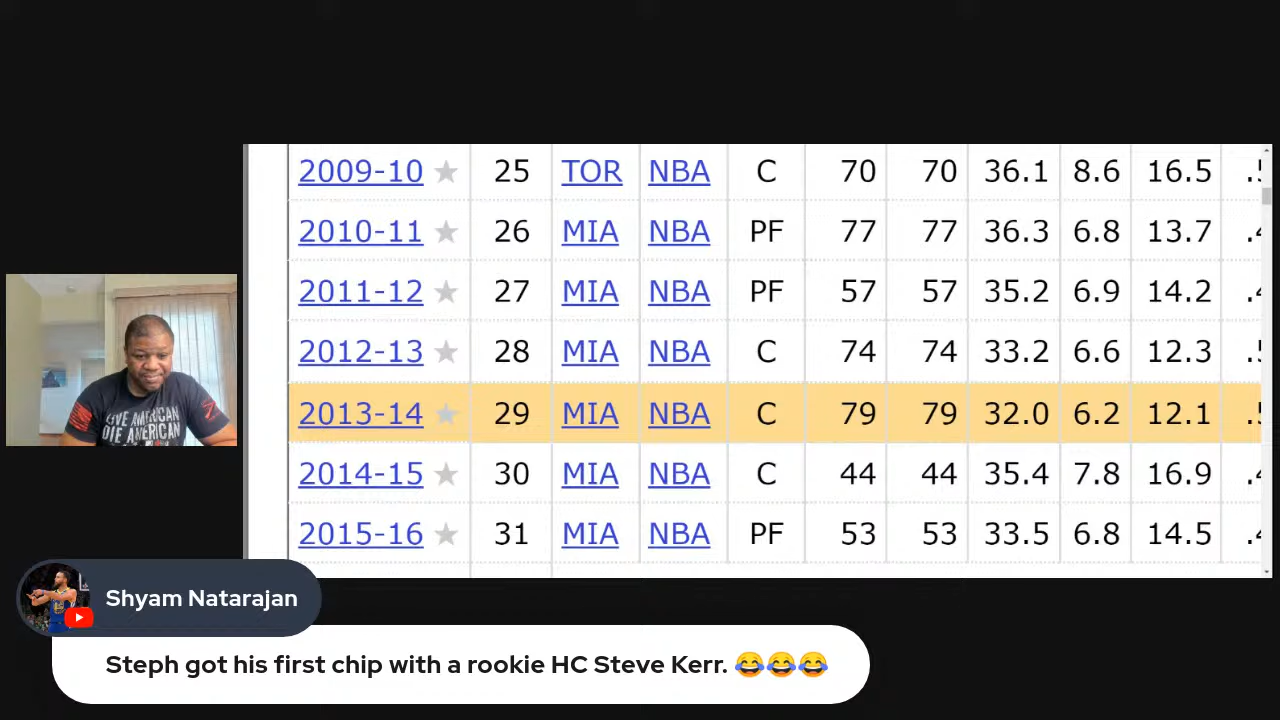 2009-10 ★ 25 TOR NBA C 70 70 36.1 8.6 16.5
2010-11 ★ 26 MIA NBA PF 77 77 36.3 6.8 13.7
2011-12 ★ 27 MIA NBA PF 57 57 35.2 6.9 14.2
2012-13 ★ 28 MIA NBA C 74 74 33.2 6.6 12.3
2013-14 ★ 29 MIA NBA C 79 79 32.0 6.2 12.1
2014-15 ★ 30 MIA NBA C 44 44 35.4 7.8 16.9
2015-16 ★ 31 MIA NBA PF 53 53 33.5 6.8 14.5
LIVE AMERICAN
DIE AMERICAN
Shyam Natarajan
Steph got his first chip with a rookie HC Steve Kerr. 😂😂😂